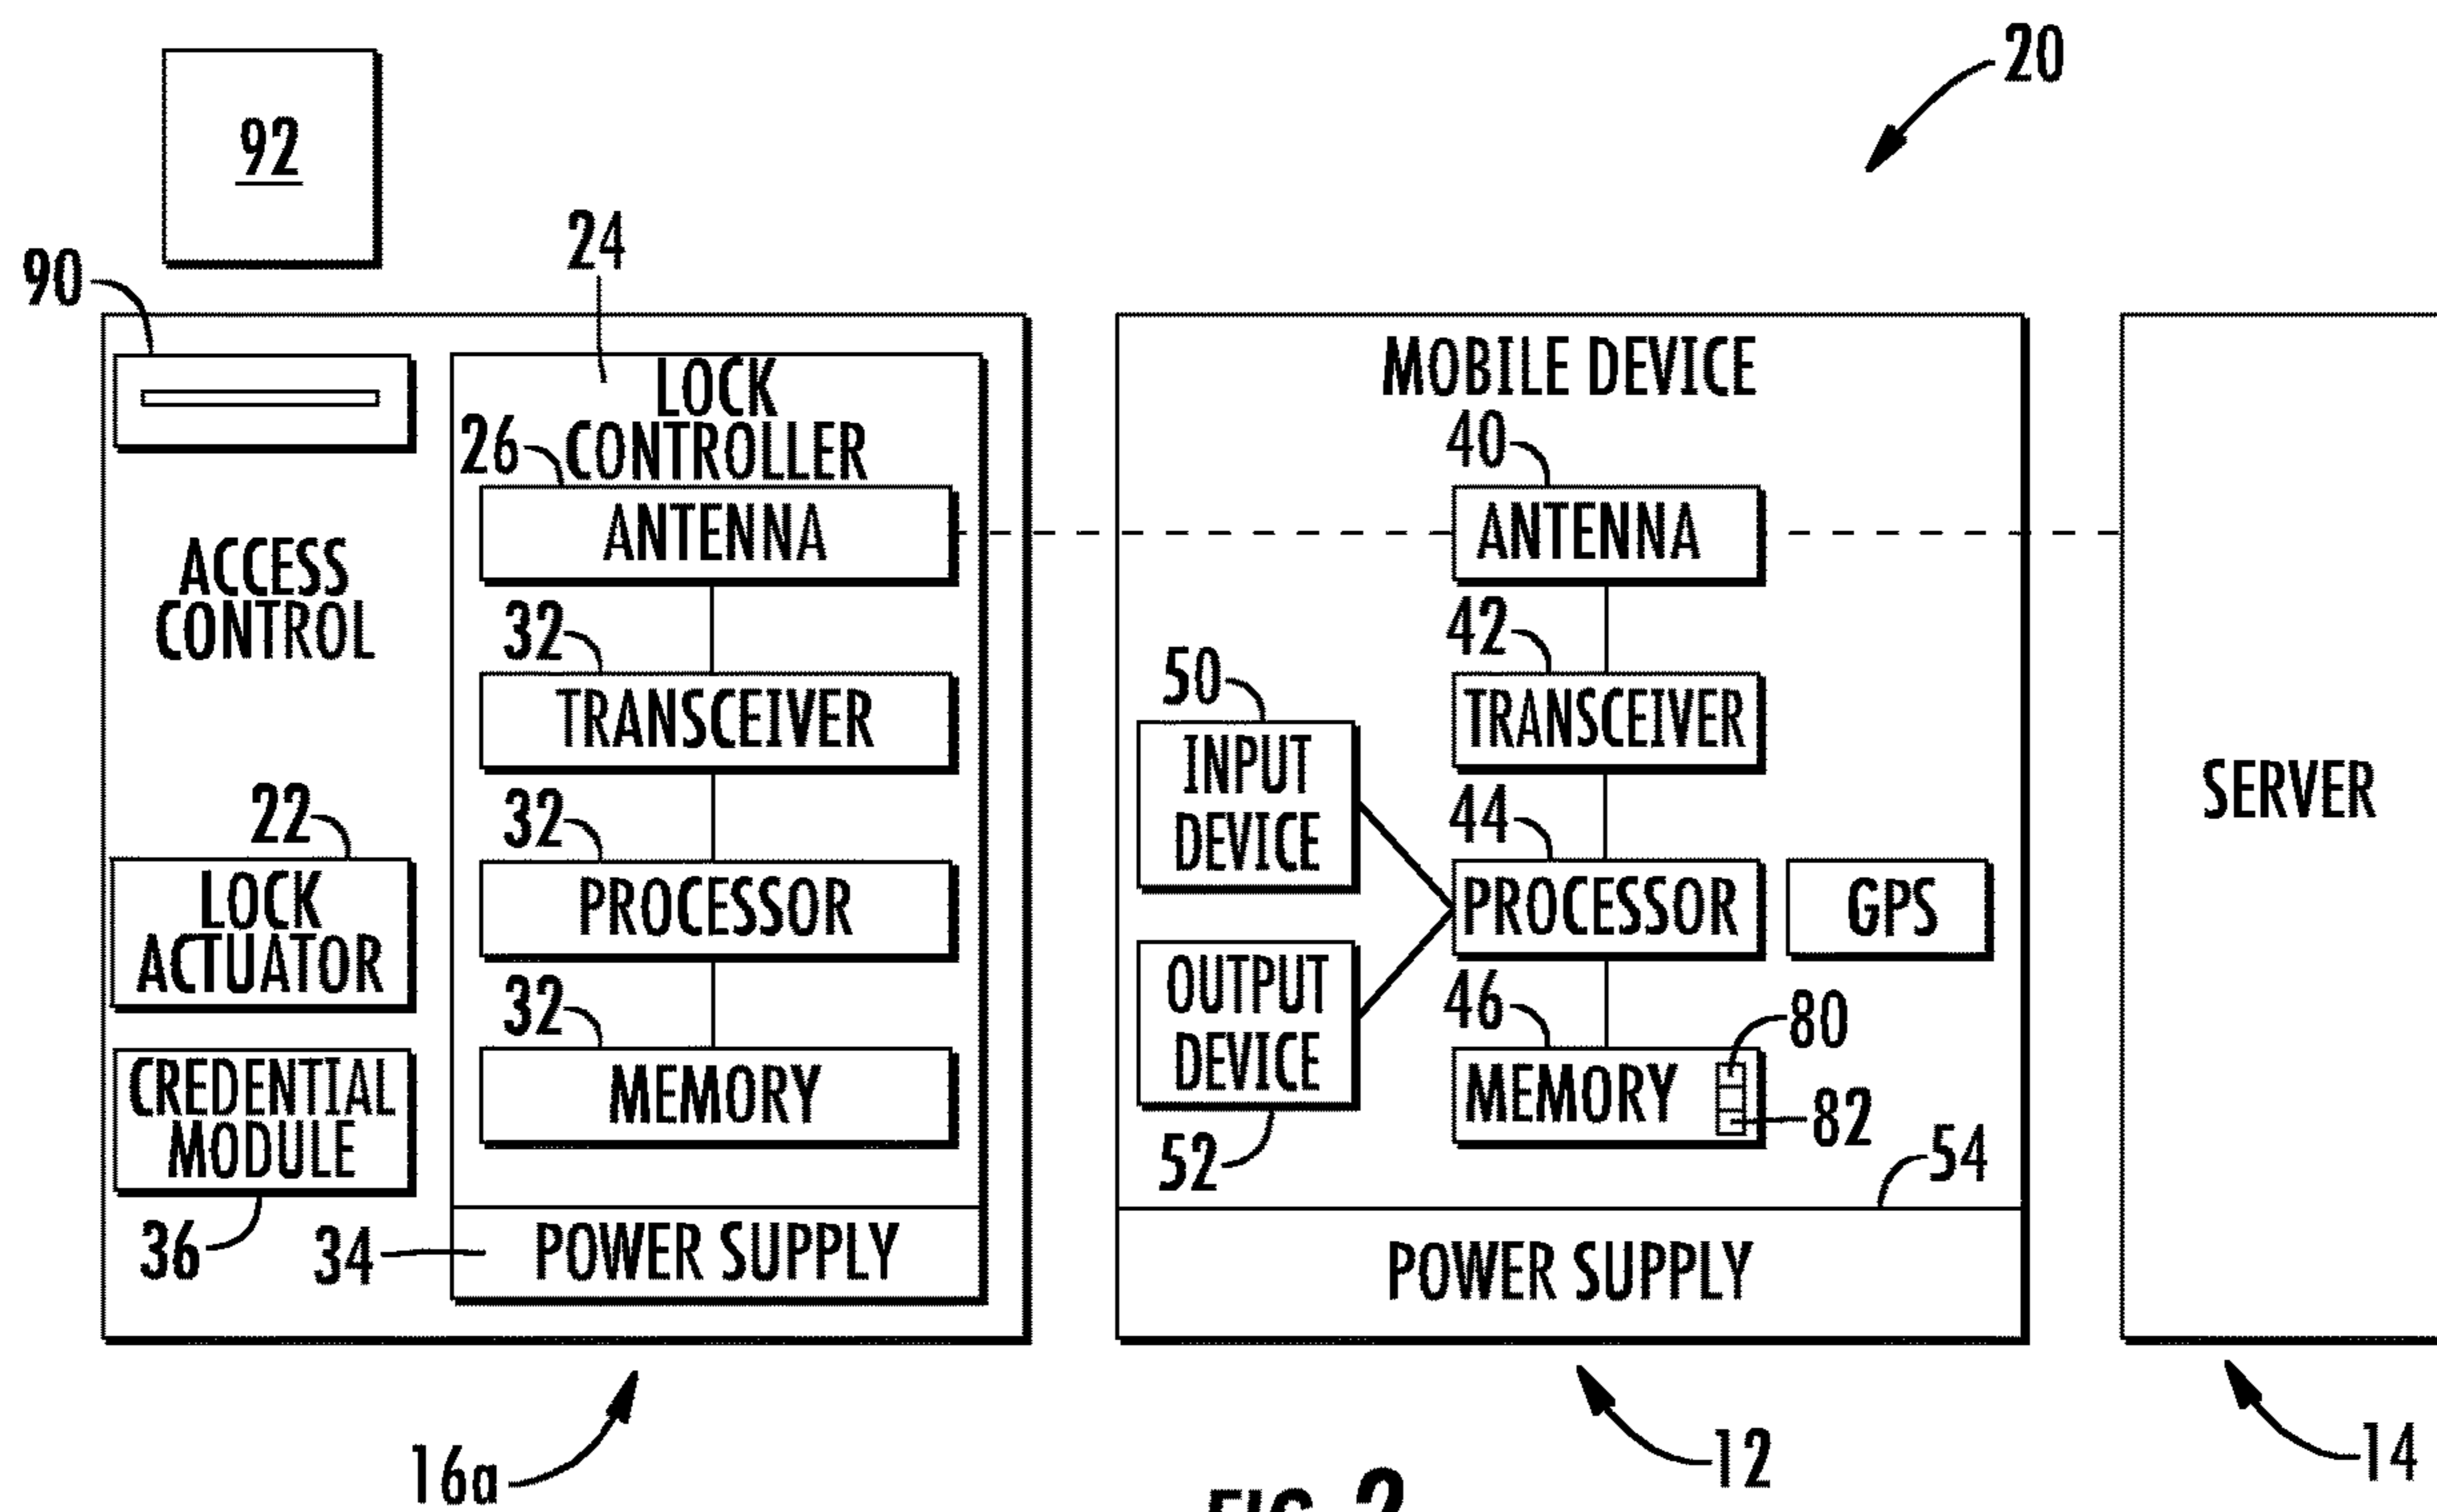 20
92
24
90
LOCK
CONTROLLER
26
ANTENNA
ACCESS
CONTROL
32
TRANSCEIVER
32
PROCESSOR
22
LOCK
ACTUATOR
32
MEMORY
CREDENTIAL
MODULE
36
34
POWER SUPPLY
16a
MOBILE DEVICE
40
ANTENNA
42
TRANSCEIVER
50
INPUT
DEVICE
44
PROCESSOR
GPS
OUTPUT
DEVICE
52
46
MEMORY
80
82
54
POWER SUPPLY
12
SERVER
14
FIG. 2